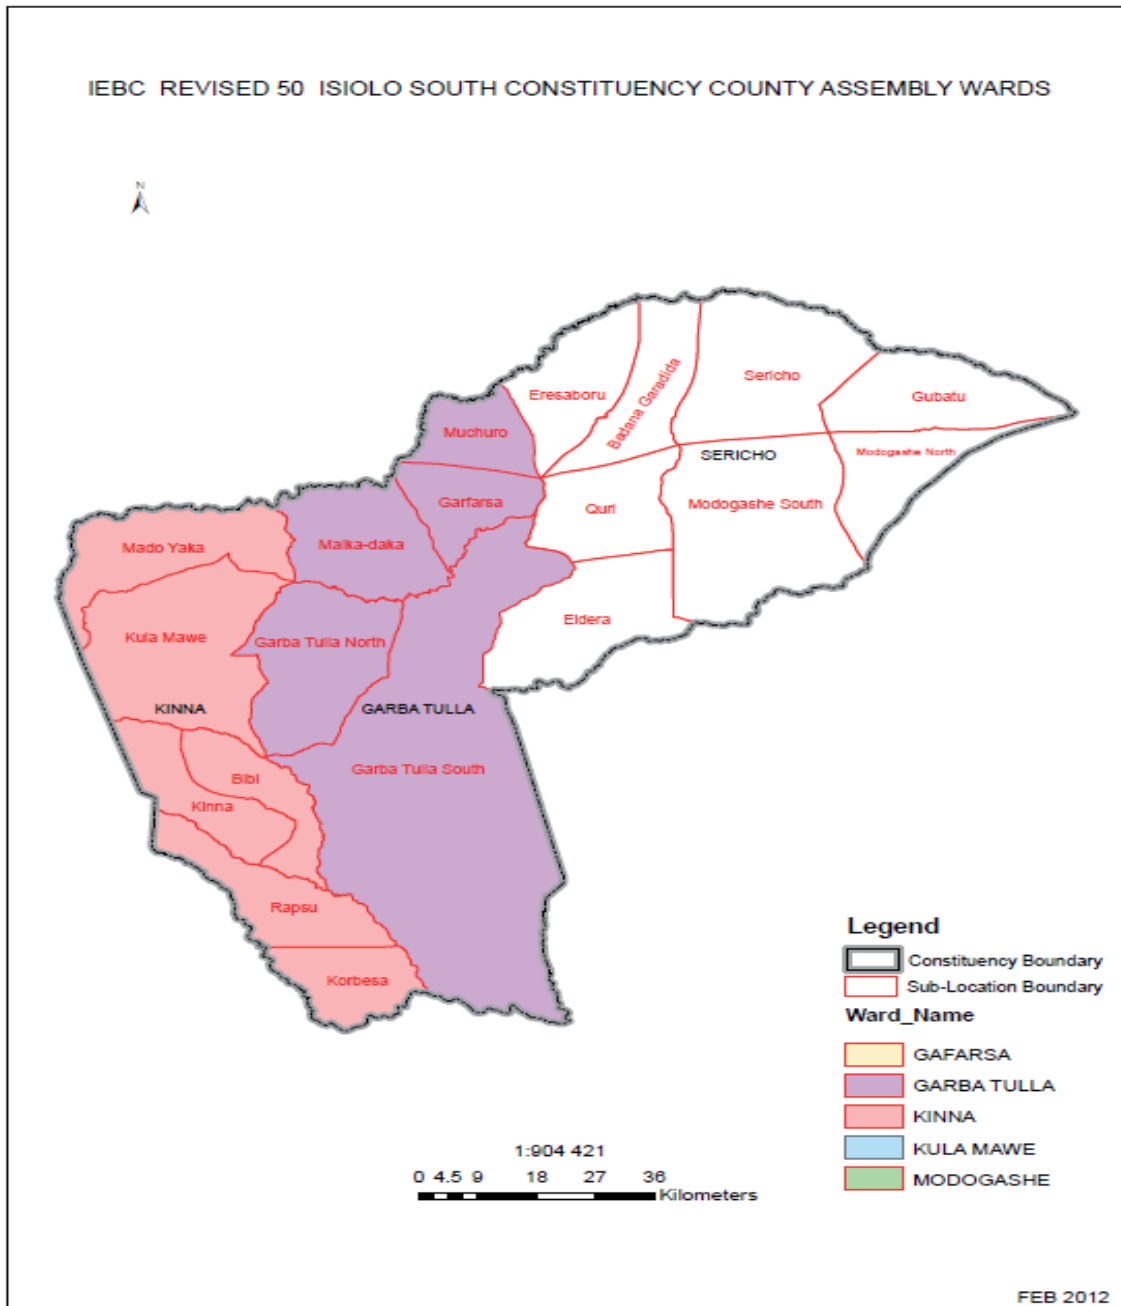 IEBC REVISED 50 ISIOLO SOUTH CONSTITUENCY COUNTY ASSEMBLY WARDS
N
Eresaboru
Badana Garadida
Sericho
Gubatu
Muchuro
SERICHO
Modogashe North
Garfarsa
Quri
Modogashe South
Mado Yaka
Malka-daka
Eldera
Kula Mawe
Garba Tulla North
KINNA
GARBA TULLA
Garba Tulla South
Bibi
Kinna
Rapsu
Korbesa
Legend
Constituency Boundary
Sub-Location Boundary
Ward_Name
GAFARSA
GARBA TULLA
KINNA
KULA MAWE
MODOGASHE
1:904 421
0 4.5 9 18 27 36
Kilometers
FEB 2012